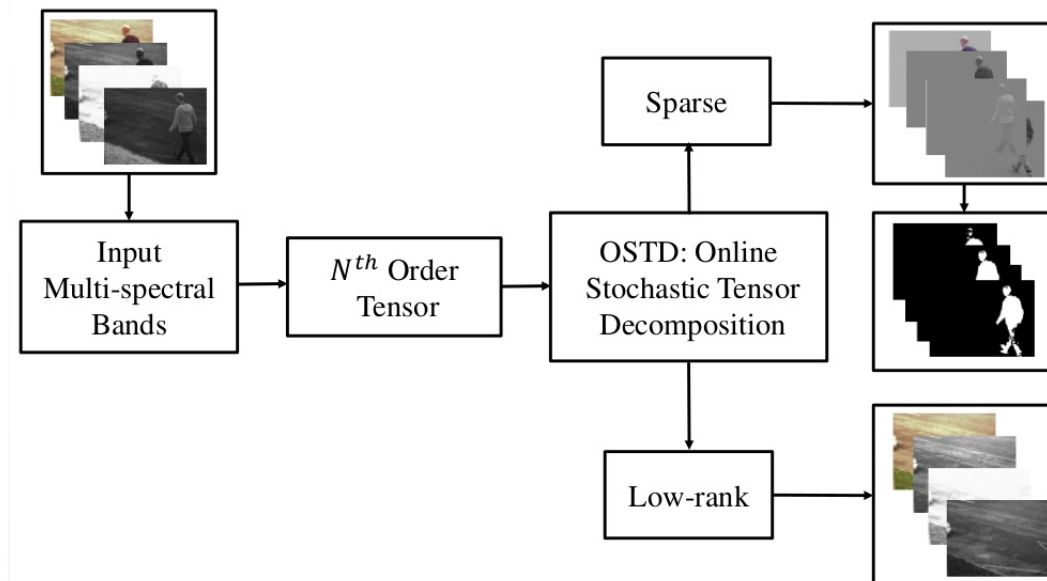 Input
Multi-spectral
Bands
Nᵗʰ Order
Tensor
Sparse
OSTD: Online
Stochastic Tensor
Decomposition
Low-rank